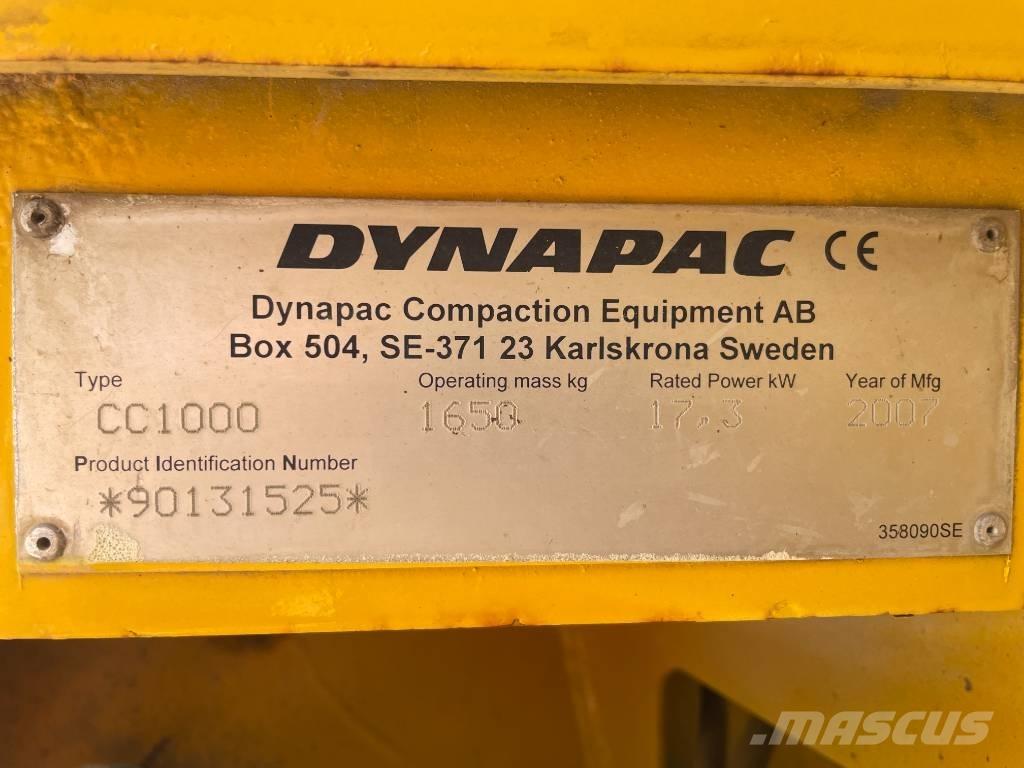 DYNAPAC CE
Dynapac Compaction Equipment AB
Box 504, SE-371 23 Karlskrona Sweden
Type Operating mass kg Rated Power kW Year of Mfg
CC1000 1650 17,3 2007
Product Identification Number
*90131525*
358090SE
MASCUS